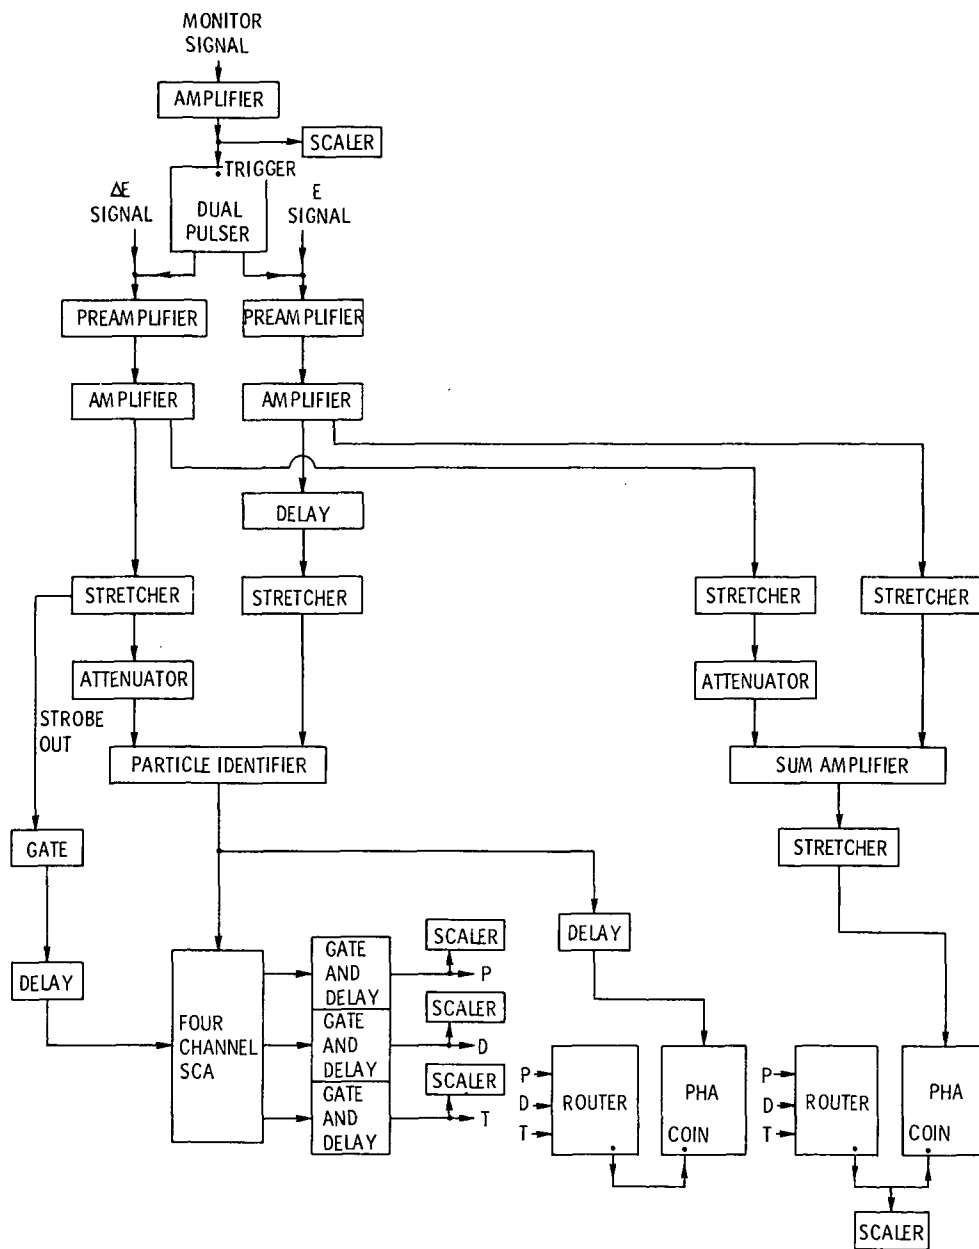 MONITOR
SIGNAL
AMPLIFIER
SCALER
TRIGGER
ΔE
SIGNAL
DUAL
PULSER
E
SIGNAL
PREAMPLIFIER
PREAMPLIFIER
AMPLIFIER
AMPLIFIER
DELAY
STRETCHER
STRETCHER
STRETCHER
STRETCHER
ATTENUATOR
ATTENUATOR
STROBE
OUT
PARTICLE IDENTIFIER
SUM AMPLIFIER
GATE
STRETCHER
DELAY
DELAY
FOUR
CHANNEL
SCA
GATE
AND
DELAY
SCALER
P
GATE
AND
DELAY
SCALER
D
GATE
AND
DELAY
SCALER
T
P
D
T
ROUTER
PHA
COIN
P
D
T
ROUTER
PHA
COIN
SCALER